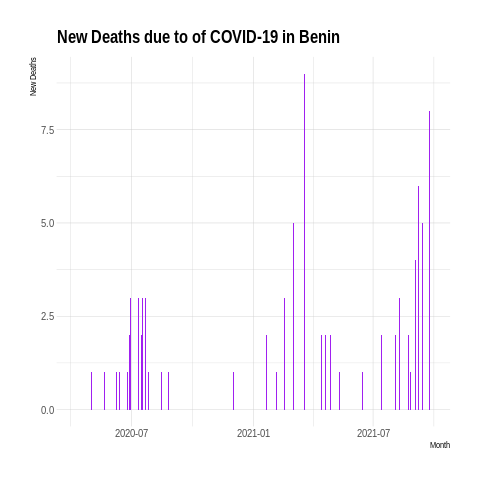 New Deaths due to of COVID-19 in Benin
New Deaths
7.5
5.0
2.5
0.0
2020-07
2021-01
2021-07
Month